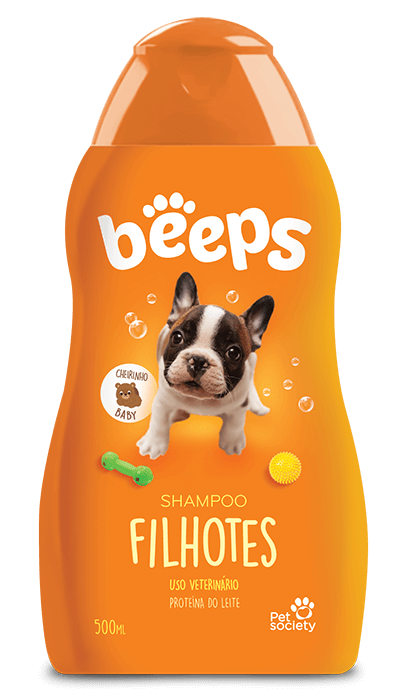 beeps
CHEIRINHO
BABY
SHAMPOO
FILHOTES
USO VETERINÁRIO
PROTEÍNA DO LEITE
500ML
Pet
society